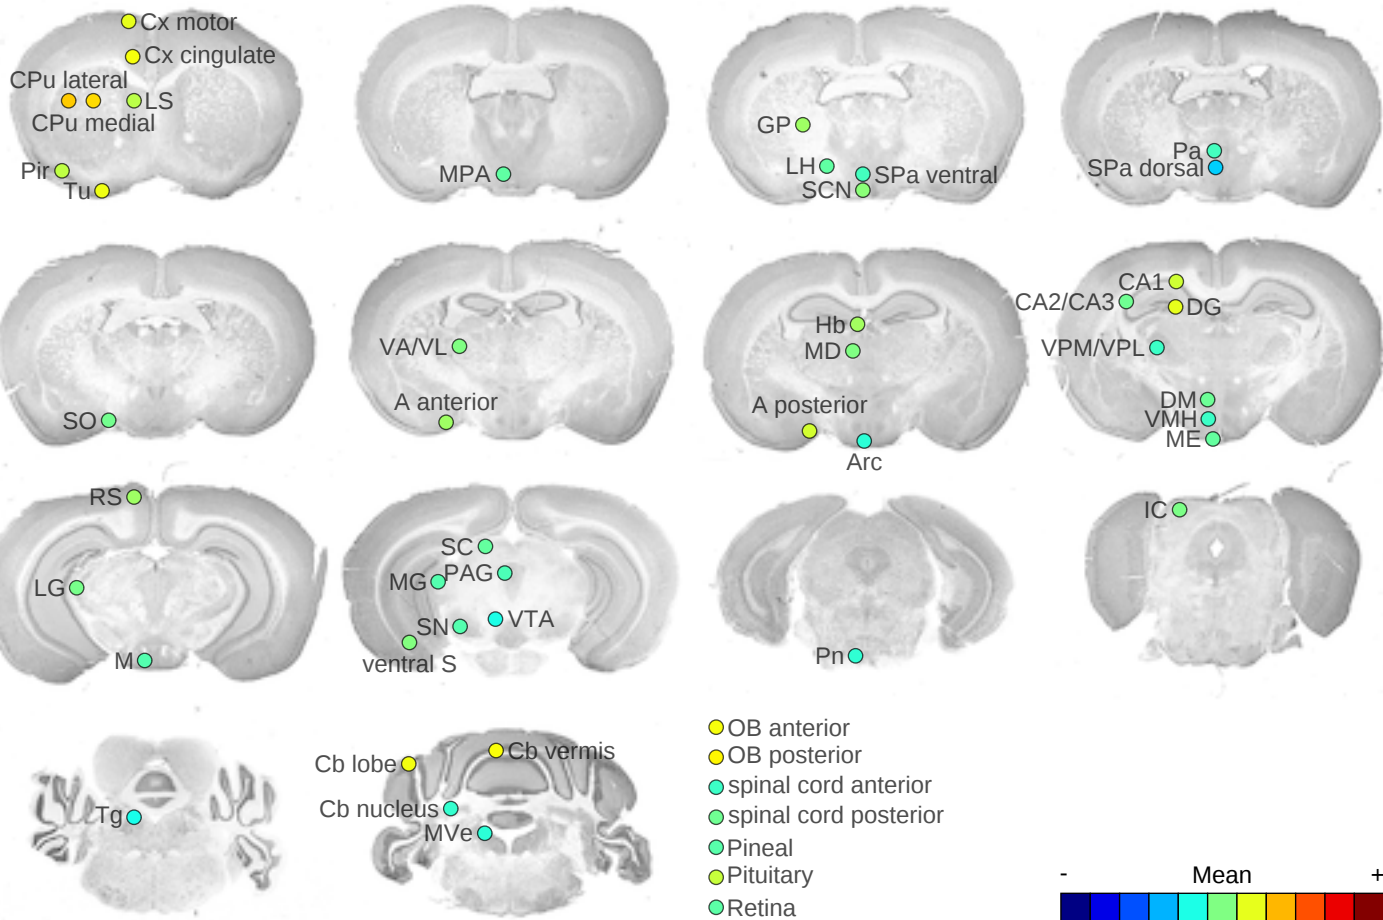 Cx motor
Cx cingulate
CPu lateral
LS
CPu medial
Pir
Tu
MPA
GP
LH
SPa ventral
SCN
Pa
SPa dorsal
SO
VA/VL
A anterior
Hb
MD
A posterior
Arc
CA1
CA2/CA3
DG
VPM/VPL
DM
VMH
ME
RS
LG
M
SC
PAG
MG
SN
VTA
ventral S
Pn
IC
Tg
Cb lobe
Cb vermis
Cb nucleus
MVe
OB anterior
OB posterior
spinal cord anterior
spinal cord posterior
Pineal
Pituitary
Retina
- Mean +